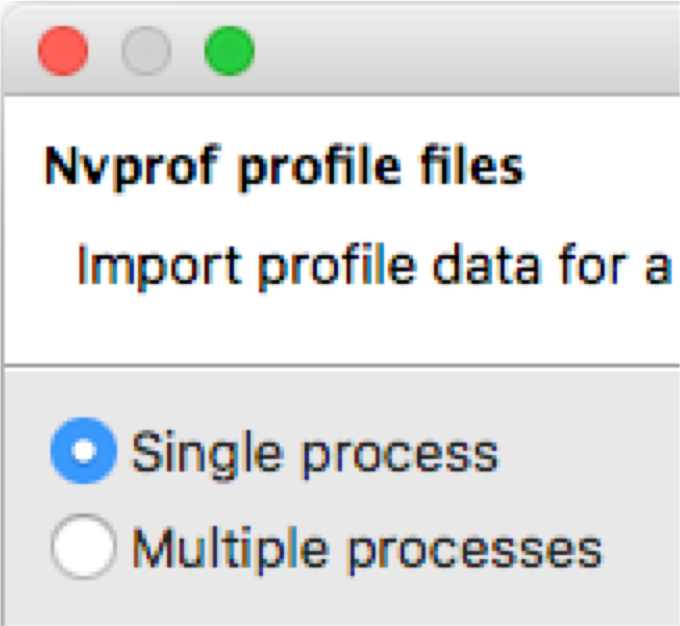 Nvprof profile files
Import profile data for a
Single process
Multiple processes